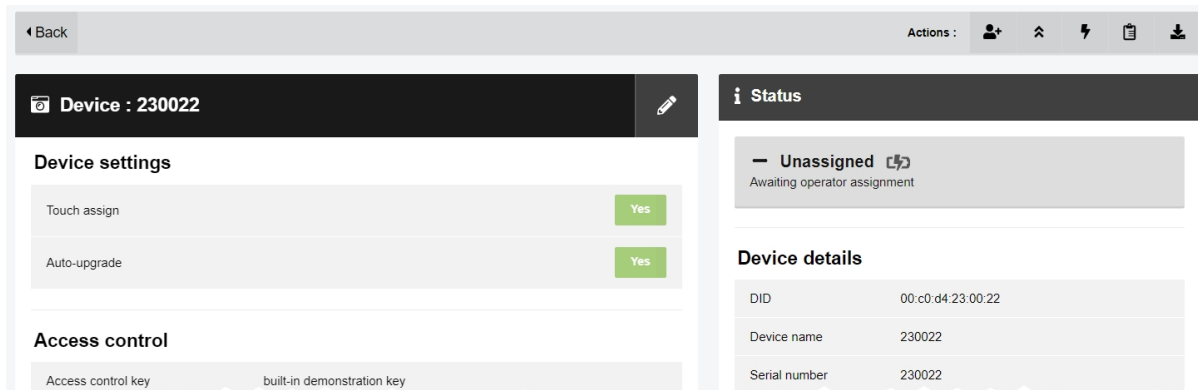 Back
Actions :
Device : 230022
Device settings
Touch assign Yes
Auto-upgrade Yes
Access control
Access control key built-in demonstration key
Status
Unassigned
Awaiting operator assignment
Device details
DID 00:c0:d4:23:00:22
Device name 230022
Serial number 230022